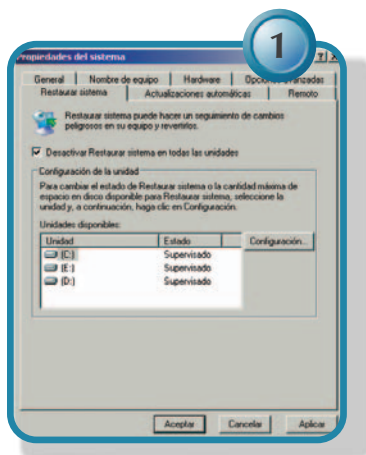 1
Propiedades del sistema
General Nombre de equipo Hardware Opciones avanzadas
Restaurar sistema Actualizaciones automáticas Remoto
Restaurar sistema puede hacer un seguimiento de cambios
peligrosos en su equipo y revertirlos.
Desactivar Restaurar sistema en todas las unidades
Configuración de la unidad
Para cambiar el estado de Restaurar sistema o la cantidad máxima de
espacio en disco disponible para Restaurar sistema, seleccione la
unidad y, a continuación, haga clic en Configuración.
Unidades disponibles:
Unidad Estado Configuración...
(C:) Supervisado
(E:) Supervisado
(D:) Supervisado
Aceptar Cancelar Aplicar